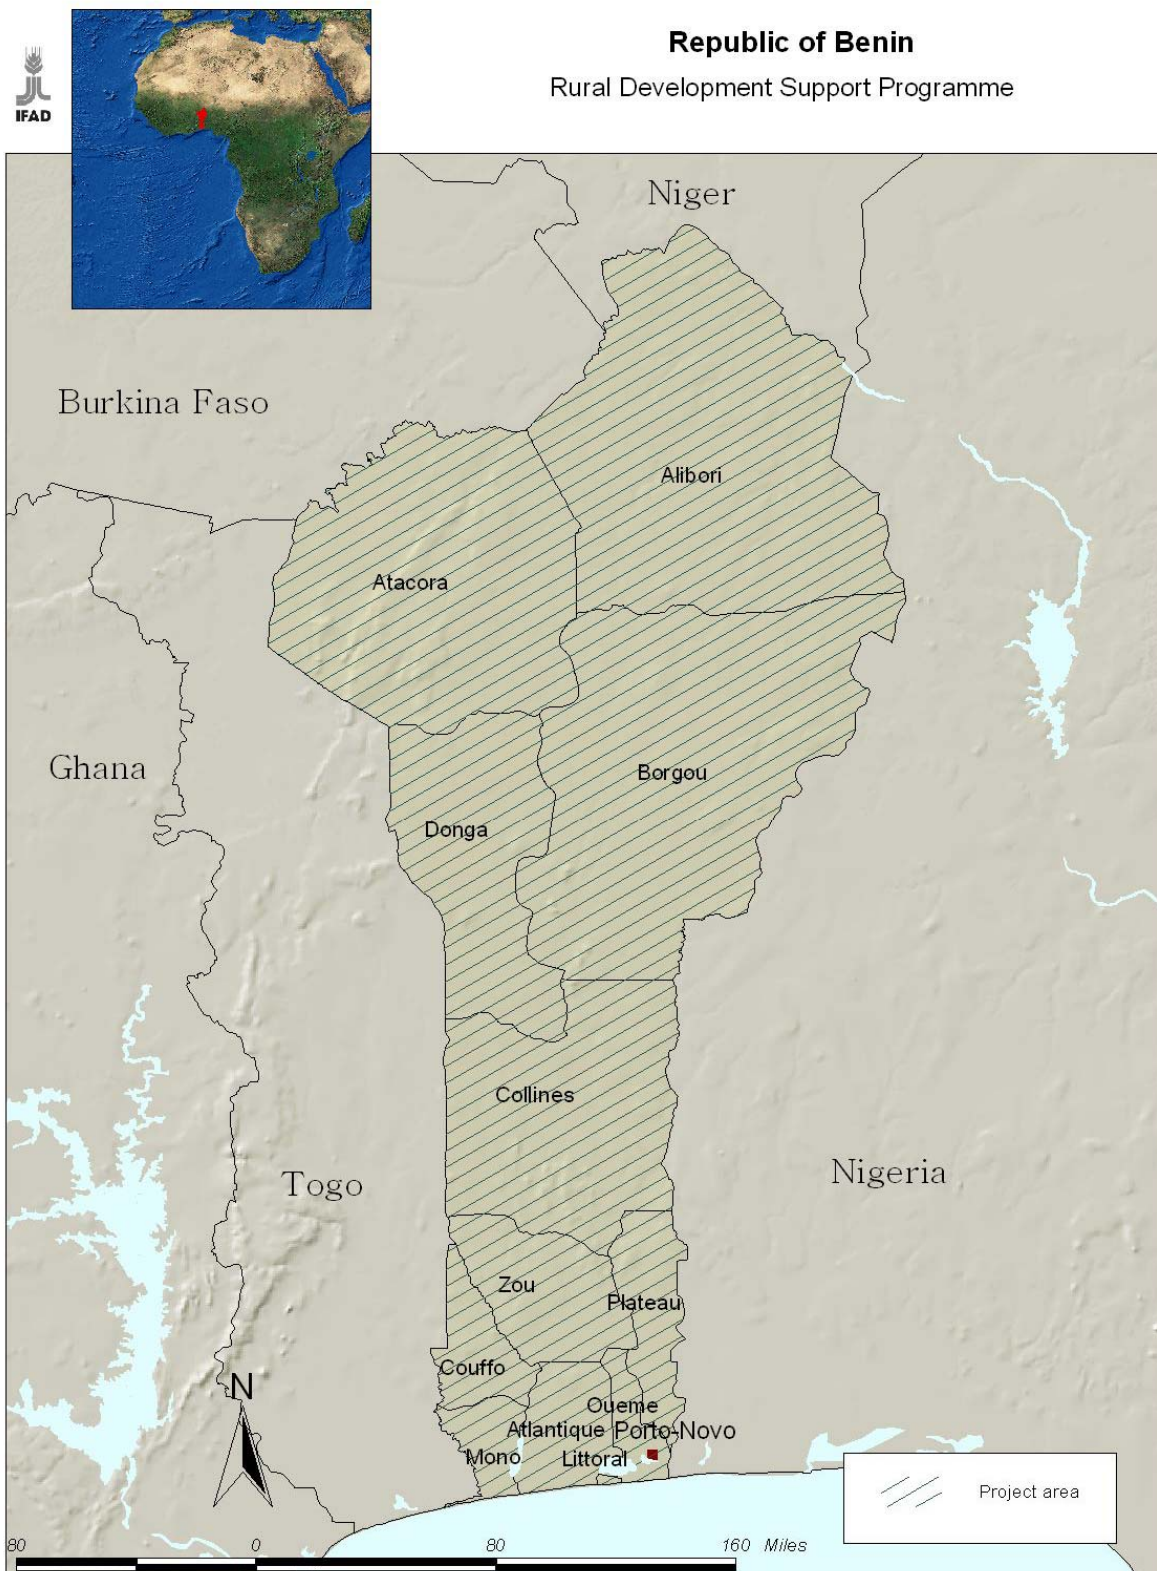 Republic of Benin
Rural Development Support Programme
IFAD
Niger
Burkina Faso
Alibori
Atacora
Ghana
Borgou
Donga
Collines
Togo
Nigeria
Zou
Plateau
Couffo
N
Oueme
Atlantique Porto-Novo
Mono Littoral
Project area
80 0 80 160 Miles